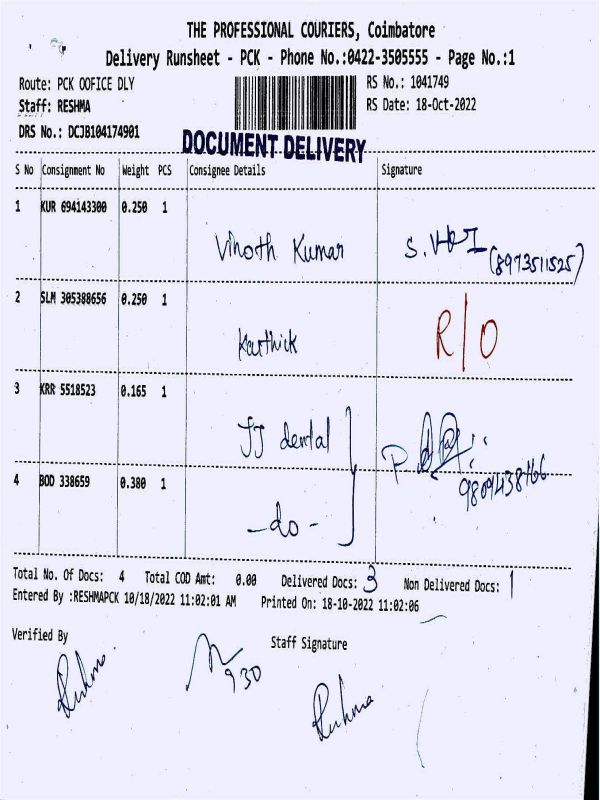 THE PROFESSIONAL COURIERS, Coimbatore
Delivery Runsheet - PCK - Phone No.:0422-3505555 - Page No.:1
Route: PCK OOFICE DLY RS No.: 1041749
Staff: RESHMA RS Date: 18-Oct-2022
DRS No.: DCJB104174901
DOCUMENT DELIVERY
S No Consignment No Weight PCS Consignee Details Signature
1 KUR 694143300 0.250 1
Vinoth Kumar (8973511525)
2 SLM 305388656 0.250 1
Karthick R/O
3 KRR 5518523 0.165 1
JJ dental
4 BOD 338659 0.380 1
-do-
Total No. Of Docs: 4 Total COD Amt: 0.00 Delivered Docs: 3 Non Delivered Docs: 1
Entered By :RESHMAPCK 10/18/2022 11:02:01 AM Printed On: 18-10-2022 11:02:06
Verified By Staff Signature
930